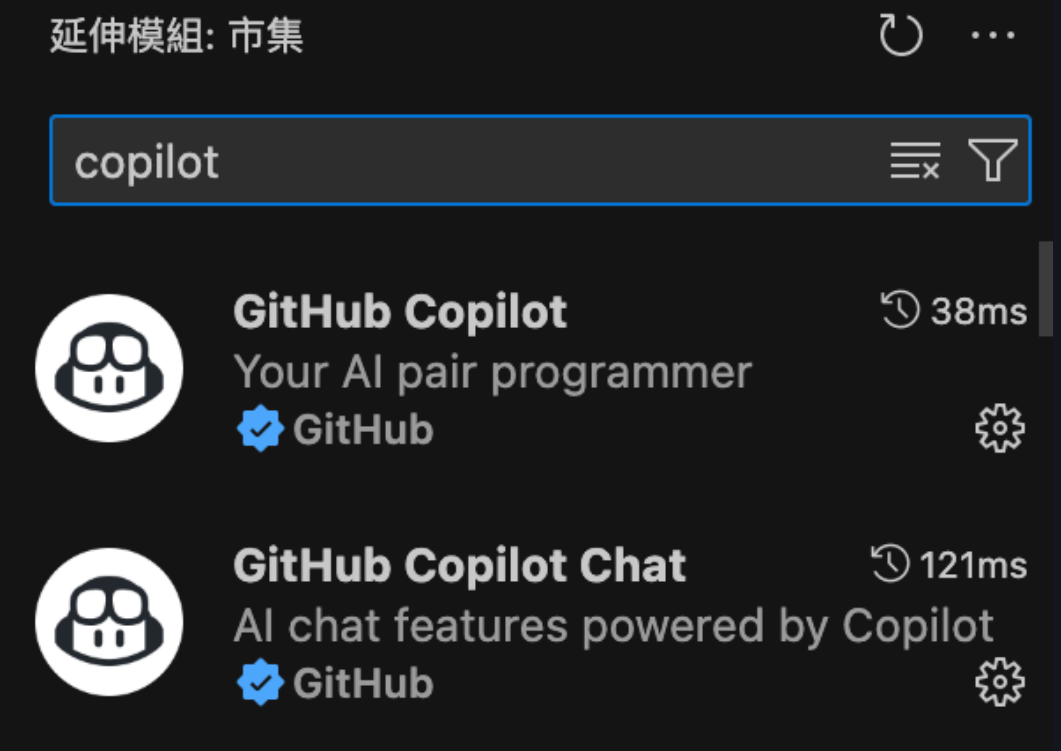 延伸模組: 市集
copilot
GitHub Copilot
38ms
Your AI pair programmer
GitHub
GitHub Copilot Chat
121ms
AI chat features powered by Copilot
GitHub